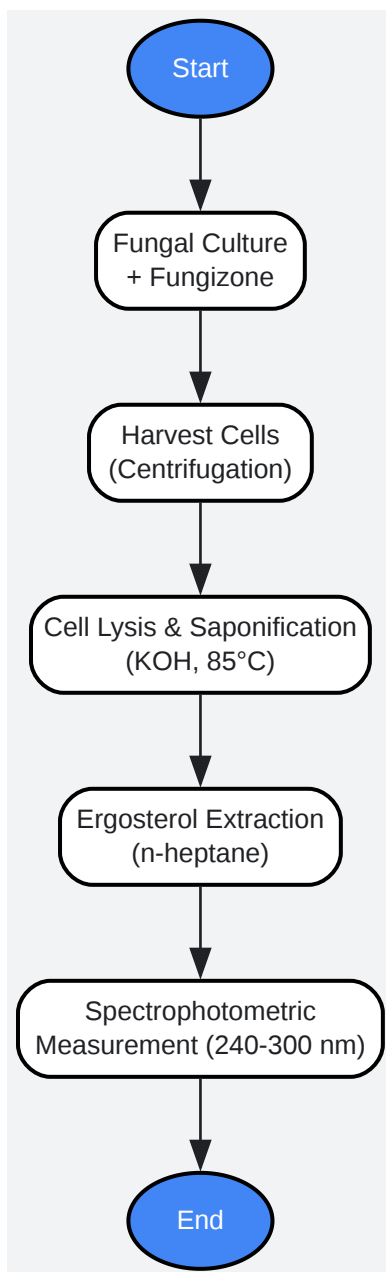 Start
Fungal Culture
+ Fungizone
Harvest Cells
(Centrifugation)
Cell Lysis & Saponification
(KOH, 85°C)
Ergosterol Extraction
(n-heptane)
Spectrophotometric
Measurement (240-300 nm)
End